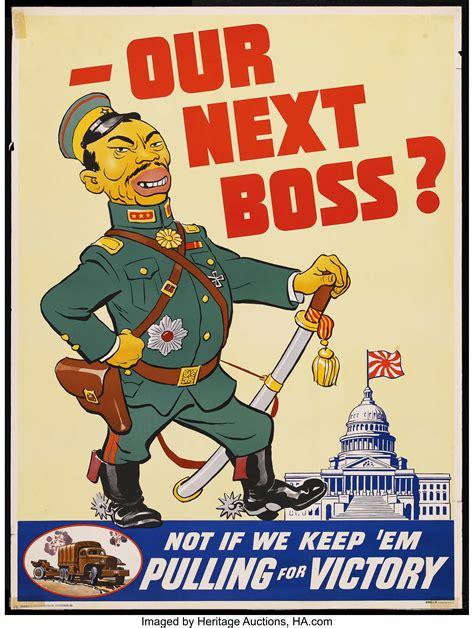 — OUR
NEXT
BOSS?
NOT IF WE KEEP 'EM
PULLING FOR VICTORY
Imaged by Heritage Auctions, HA.com